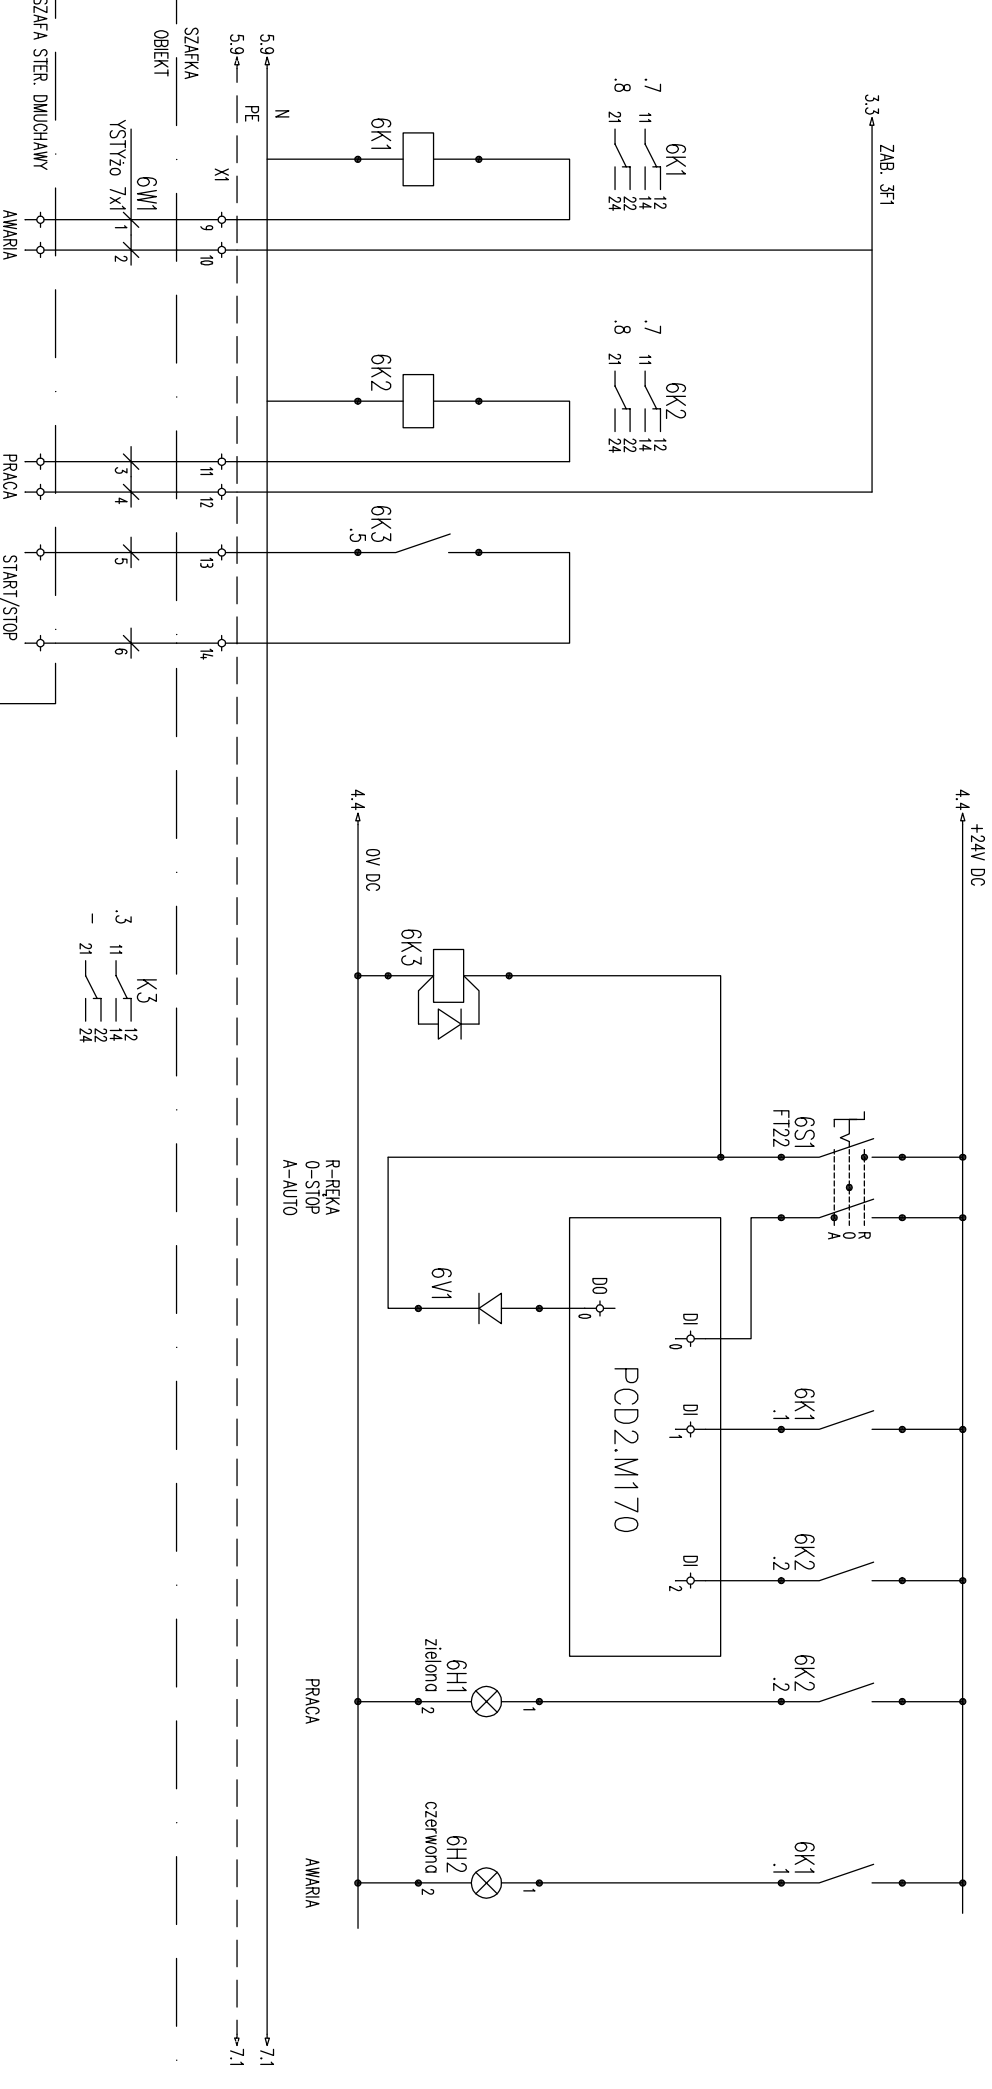 3.3
ZAB. 3F1
4.4
+24V DC
6K1
.7 11 12
14
.8 21 22
24
6K2
.7 11 12
14
.8 21 22
24
6S1
FT22
R
0
A
6K1
.1
6K2
.2
6K2
.2
6K1
.1
DI
0
DI
1
DI
2
PCD2.M170
DO
0
6K1
6K2
6K3
.5
6K3
6V1
6H1
zielona
1
2
6H2
czerwona
1
2
4.4
0V DC
R-RĘKA
0-STOP
A-AUTO
PRACA
AWARIA
5.9
N
7.1
5.9
PE
7.1
X1
9
10
11
12
13
14
SZAFKA
OBIEKT
6W1
YSTYżo 7x1
1
2
3
4
5
6
K3
.3 11 12
14
- 21 22
24
SZAFA STER. DMUCHAWY
AWARIA
PRACA
START/STOP